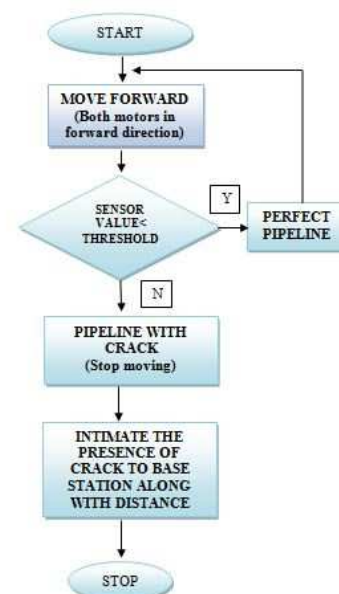 START
MOVE FORWARD
(Both motors in
forward direction)
SENSOR
VALUE<
THRESHOLD
Y
PERFECT
PIPELINE
N
PIPELINE WITH
CRACK
(Stop moving)
INTIMATE THE
PRESENCE OF
CRACK TO BASE
STATION ALONG
WITH DISTANCE
STOP